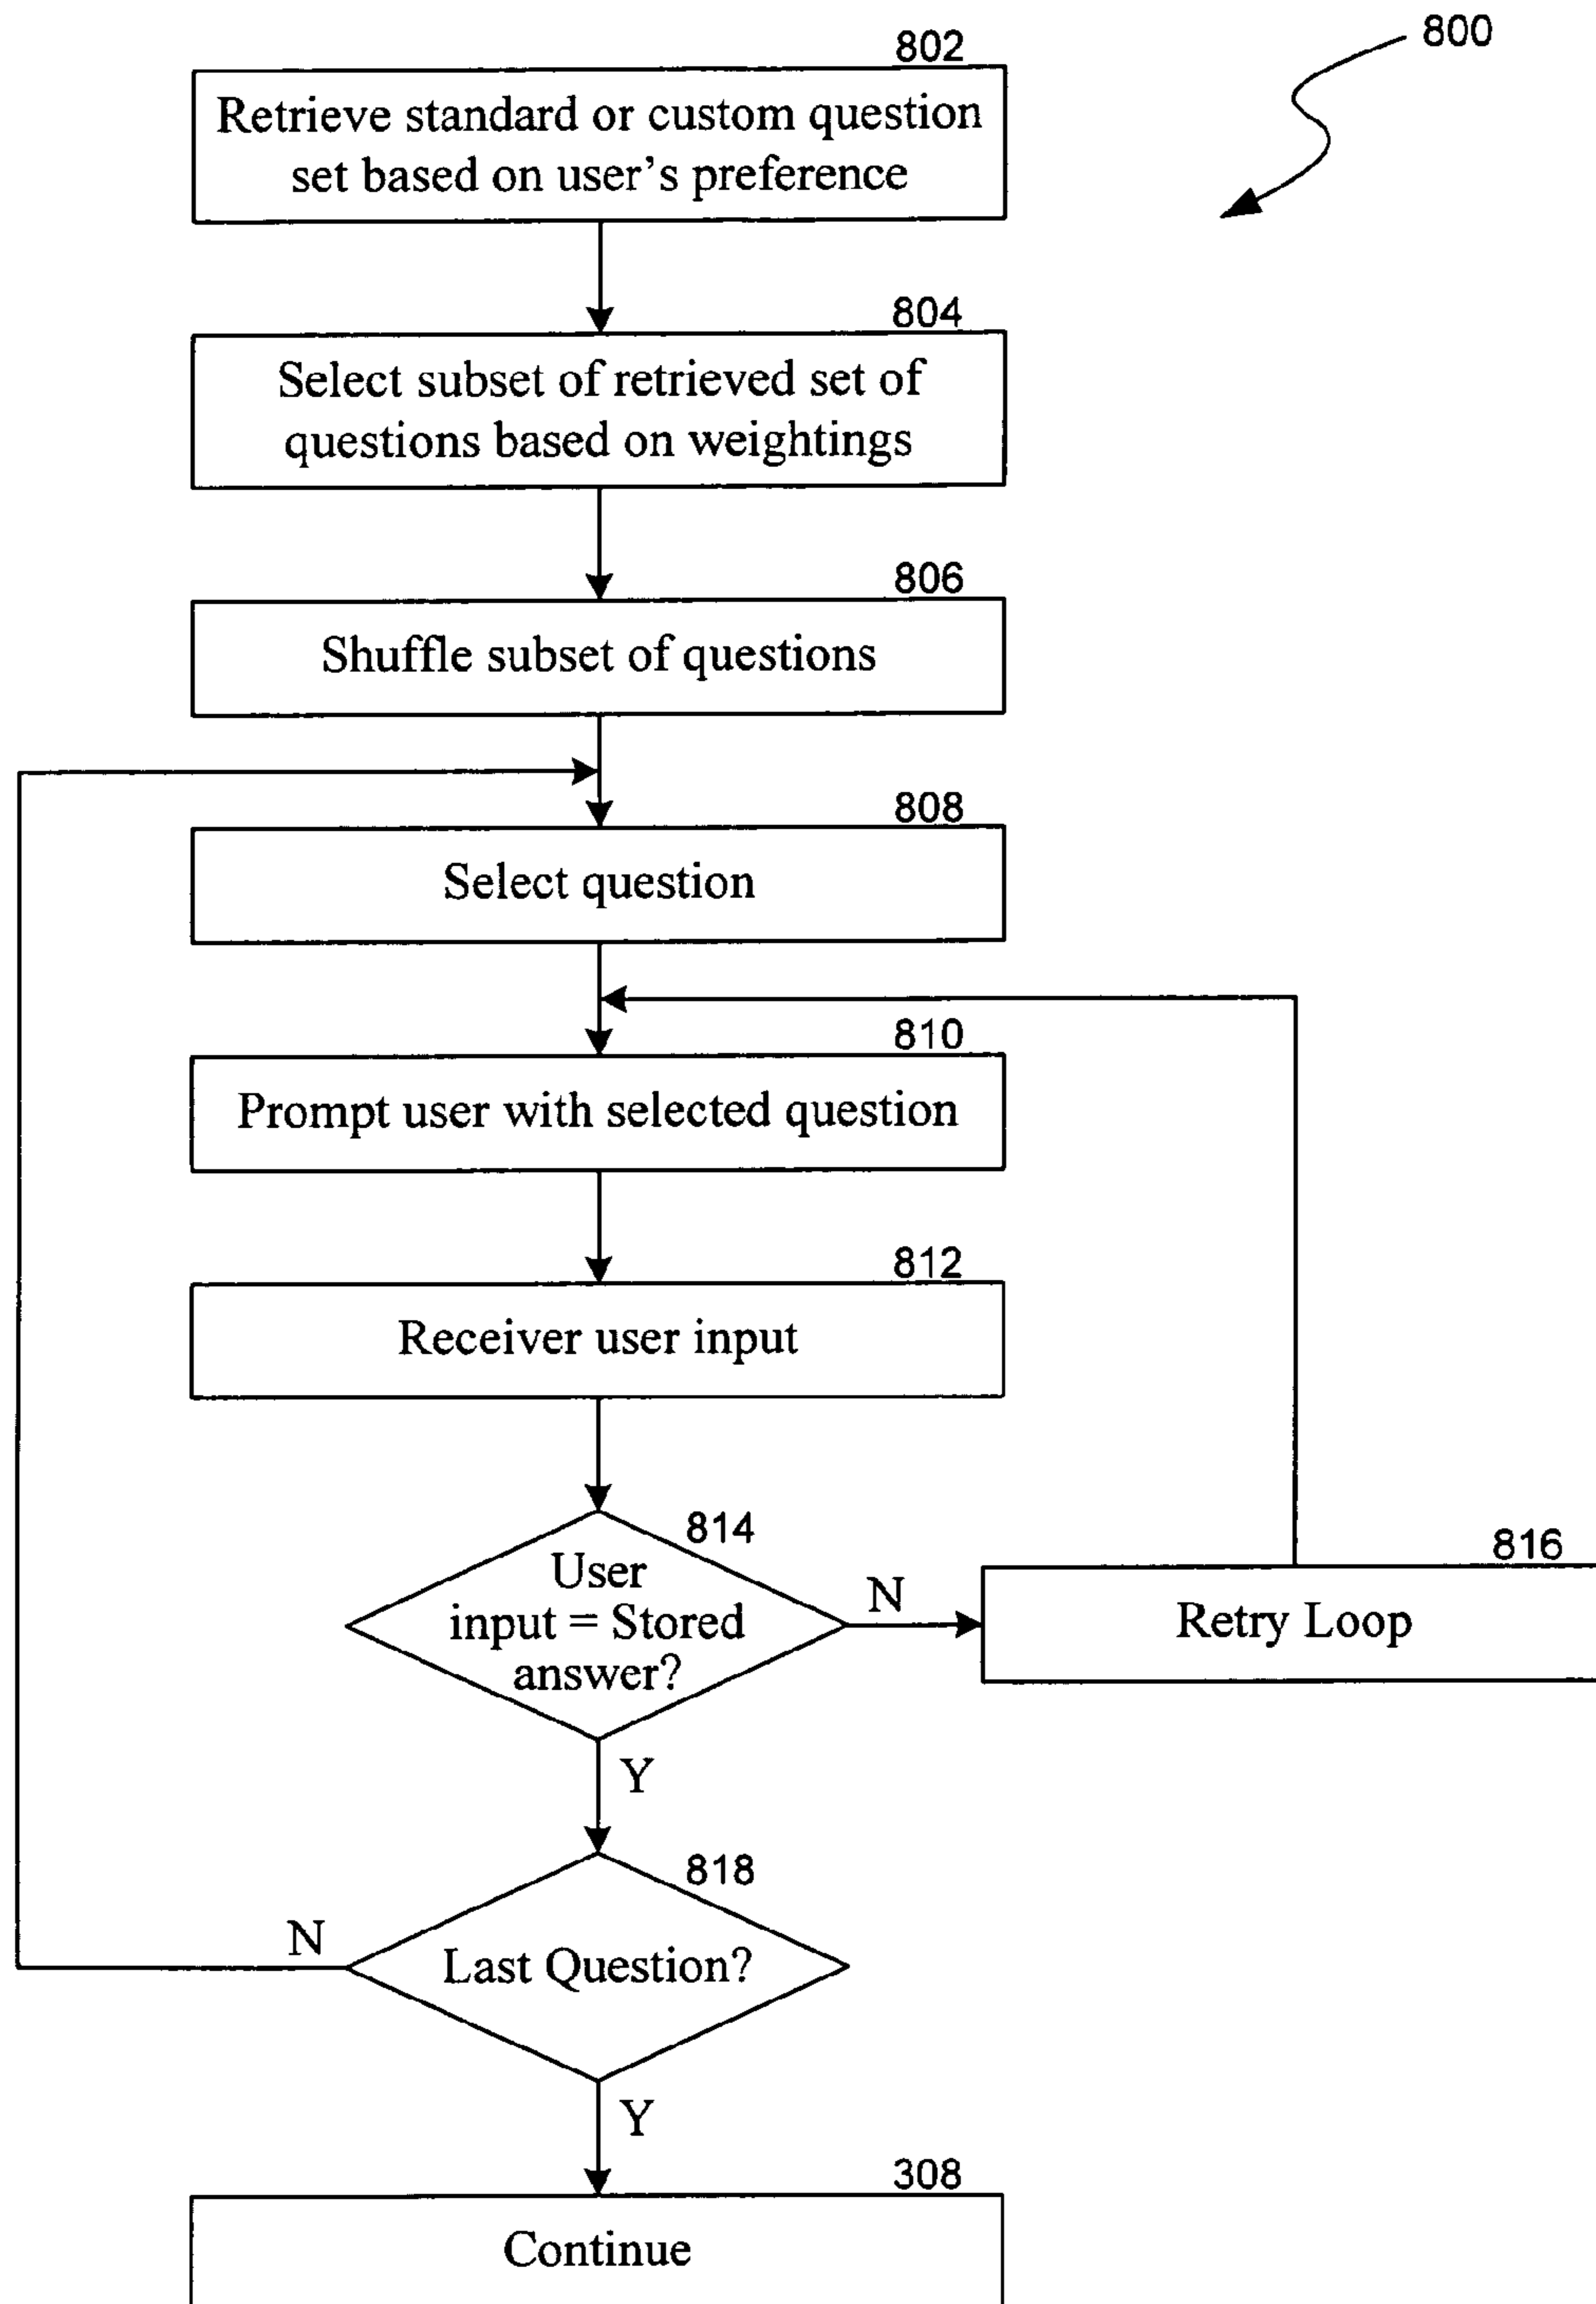 800
802
Retrieve standard or custom question
set based on user's preference
804
Select subset of retrieved set of
questions based on weightings
806
Shuffle subset of questions
808
Select question
810
Prompt user with selected question
812
Receiver user input
814
User
input = Stored
answer?
N
816
Retry Loop
Y
818
N
Last Question?
Y
308
Continue